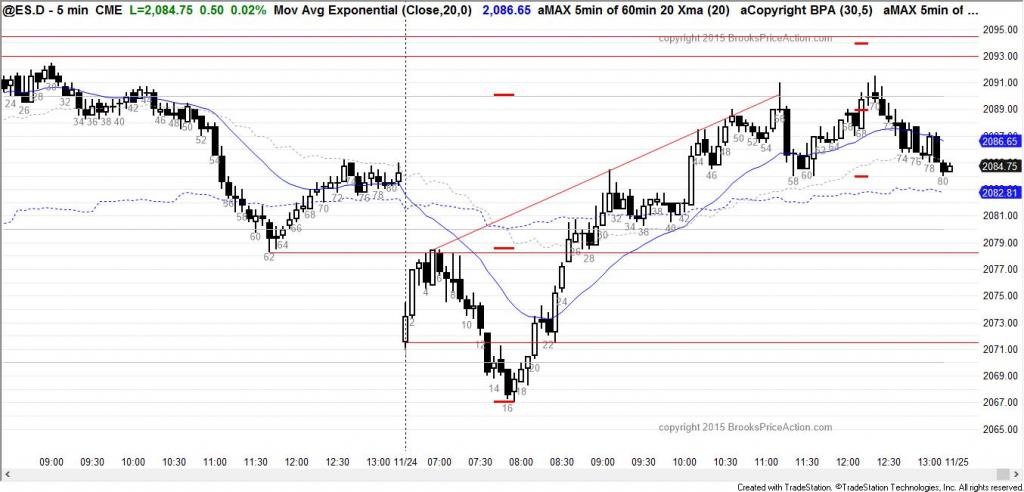 @ES.D - 5 min CME L=2,084.75 0.50 0.02% Mov Avg Exponential (Close,20,0) 2,086.65 aMAX 5min of 60min 20 Xma (20) aCopyright BPA (30,5) aMAX 5min of ...
copyright 2015 BrooksPriceAction.com
2095.00
2093.00
2091.00
2089.00
2086.65
2084.75
2082.81
2081.00
2079.00
2077.00
2075.00
2073.00
2071.00
2069.00
2067.00
2065.00
24 26 28 30 32 34 36 38 40 42 44 46 48 50 52 54 56 58 60 62 64 66 68 70 72 76 78 80
2 4 6 8 10 12 14 16 18 20 22 24 26 28 30 32 34 36 38 40 42 44 46 48 50 52 54 56 58 60 62 64 66 68 70 72 74 76 78 80
copyright 2015 BrooksPriceAction.com
09:00 09:30 10:00 10:30 11:00 11:30 12:00 12:30 13:00 11/24 07:00 07:30 08:00 08:30 09:00 09:30 10:00 10:30 11:00 11:30 12:00 12:30 13:00 11/25
Created with TradeStation. ©TradeStation Technologies, Inc. All rights reserved.